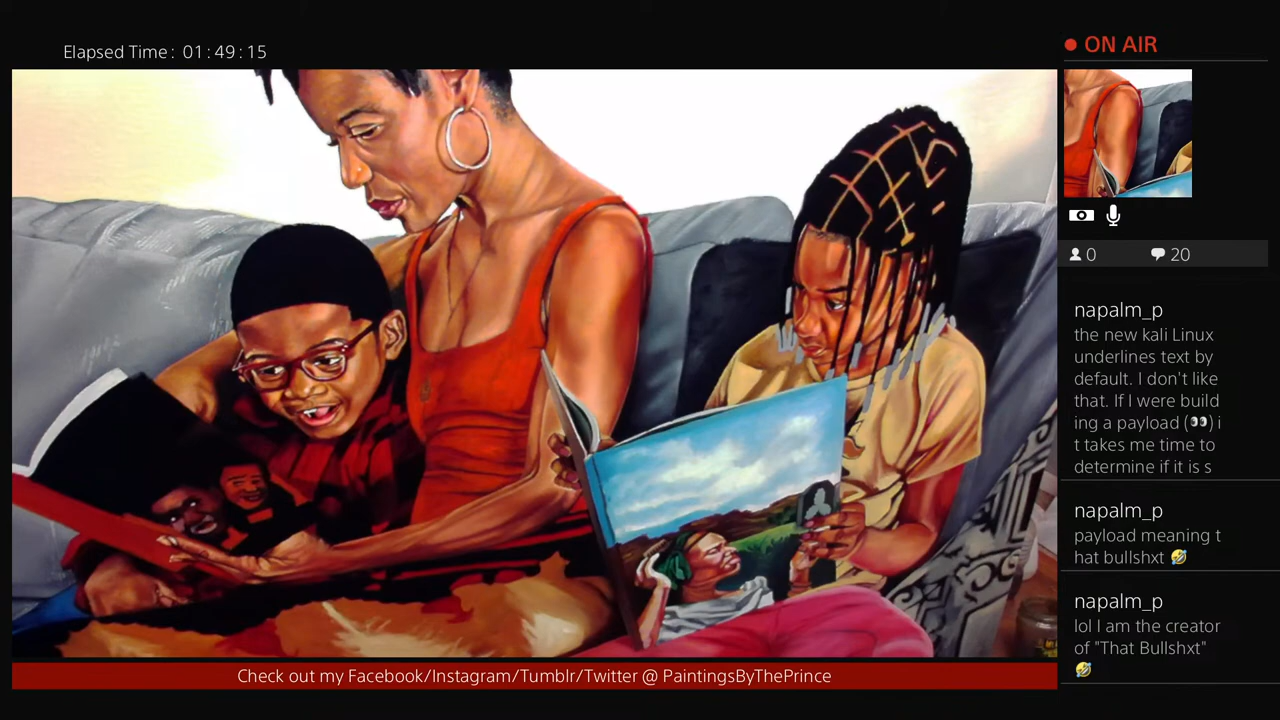 Elapsed Time: 01:49:15
ON AIR
0
20
napalm_p
the new kali Linux
underlines text by
default. I don't like
that. If I were build
ing a payload (👀) i
t takes me time to
determine if it is s
napalm_p
payload meaning t
hat bullshxt 🤣
napalm_p
lol I am the creator
of "That Bullshxt"
🤣
Check out my Facebook/Instagram/Tumblr/Twitter @ PaintingsByThePrince